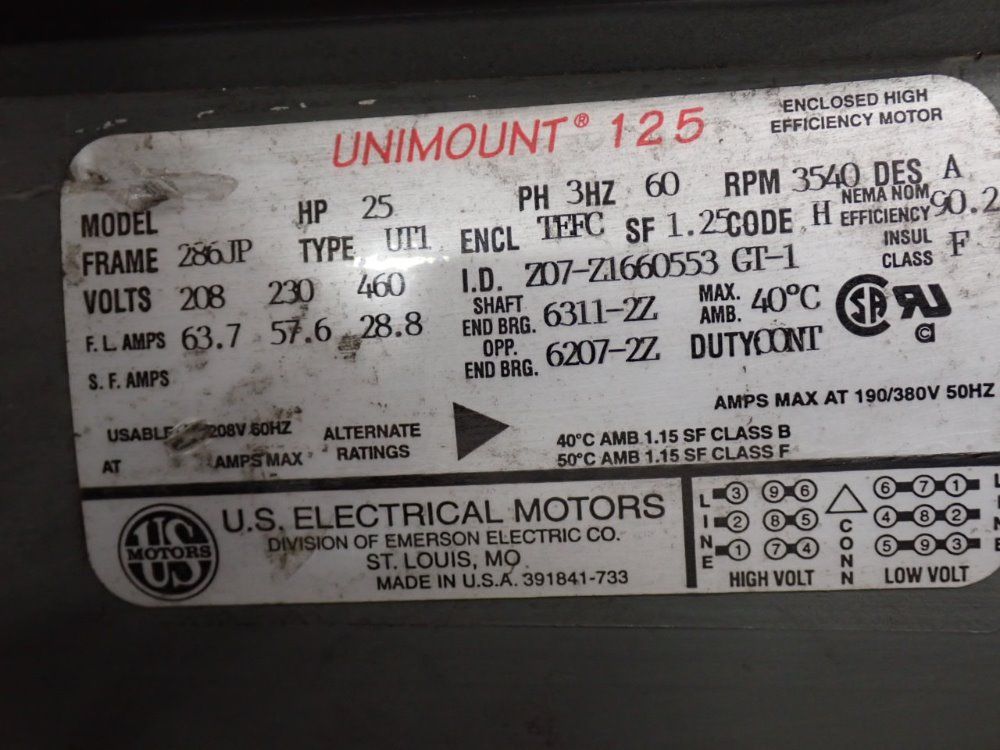 UNIMOUNT® 125
ENCLOSED HIGH
EFFICIENCY MOTOR
MODEL HP 25 PH 3 HZ 60 RPM 3540 DES A
FRAME 286JP TYPE UT1 ENCL TFFC SF 1.25 CODE H NEMA NOM EFFICIENCY 90.2
VOLTS 208 230 460 I.D. Z07-Z1660553 GT-1 INSUL CLASS F
F.L. AMPS 63.7 57.6 28.8 SHAFT END BRG. 6311-2Z MAX. AMB. 40°C
S.F. AMPS OPP. END BRG. 6207-2Z DUTY CONT
SA
C
AMPS MAX AT 190/380V 50HZ
USABLE 208V 60HZ
AT AMPS MAX
ALTERNATE
RATINGS
40°C AMB 1.15 SF CLASS B
50°C AMB 1.15 SF CLASS F
US
MOTORS
U.S. ELECTRICAL MOTORS
DIVISION OF EMERSON ELECTRIC CO.
ST. LOUIS, MO
MADE IN U.S.A. 391841-733
LINE
3 9 6
2 8 5
1 7 4
HIGH VOLT
CONN
6 7 1
4 8 2
5 9 3
LOW VOLT